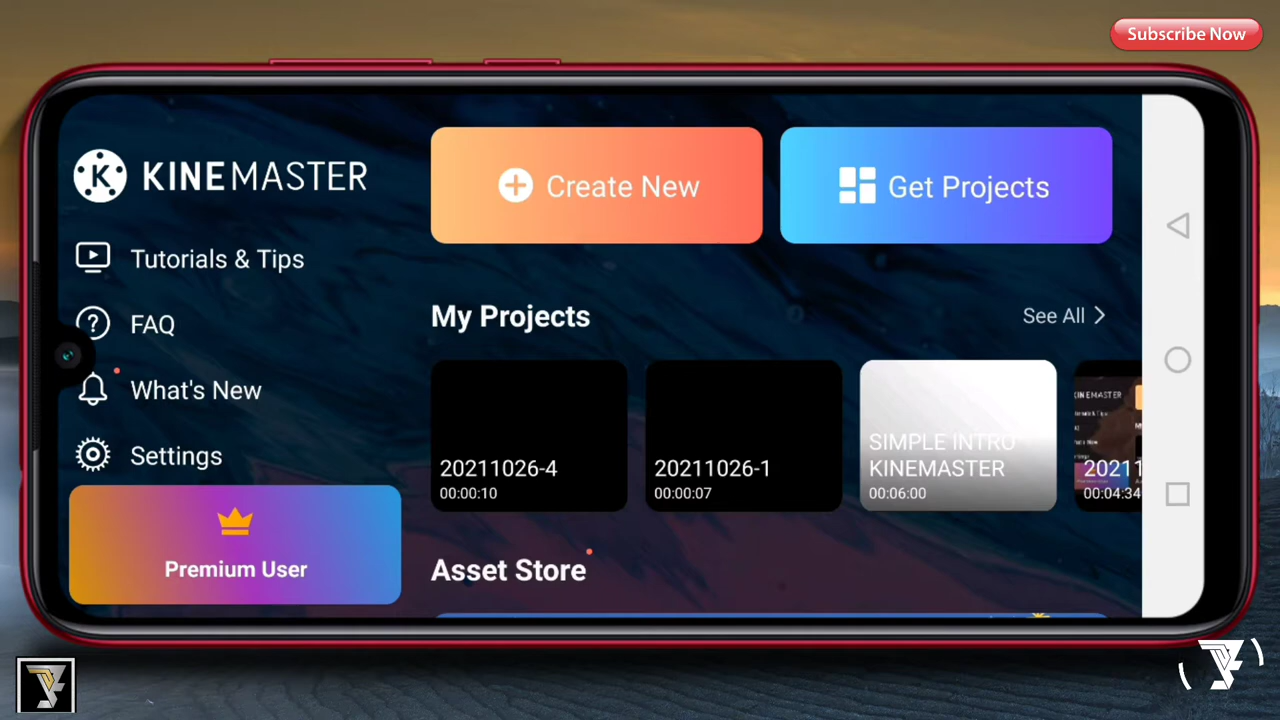 Subscribe Now
KINEMASTER
Tutorials & Tips
FAQ
What's New
Settings
Premium User
Create New
Get Projects
My Projects
See All
20211026-4
00:00:10
20211026-1
00:00:07
SIMPLE INTRO
KINEMASTER
00:06:00
20211
00:04:34
Asset Store